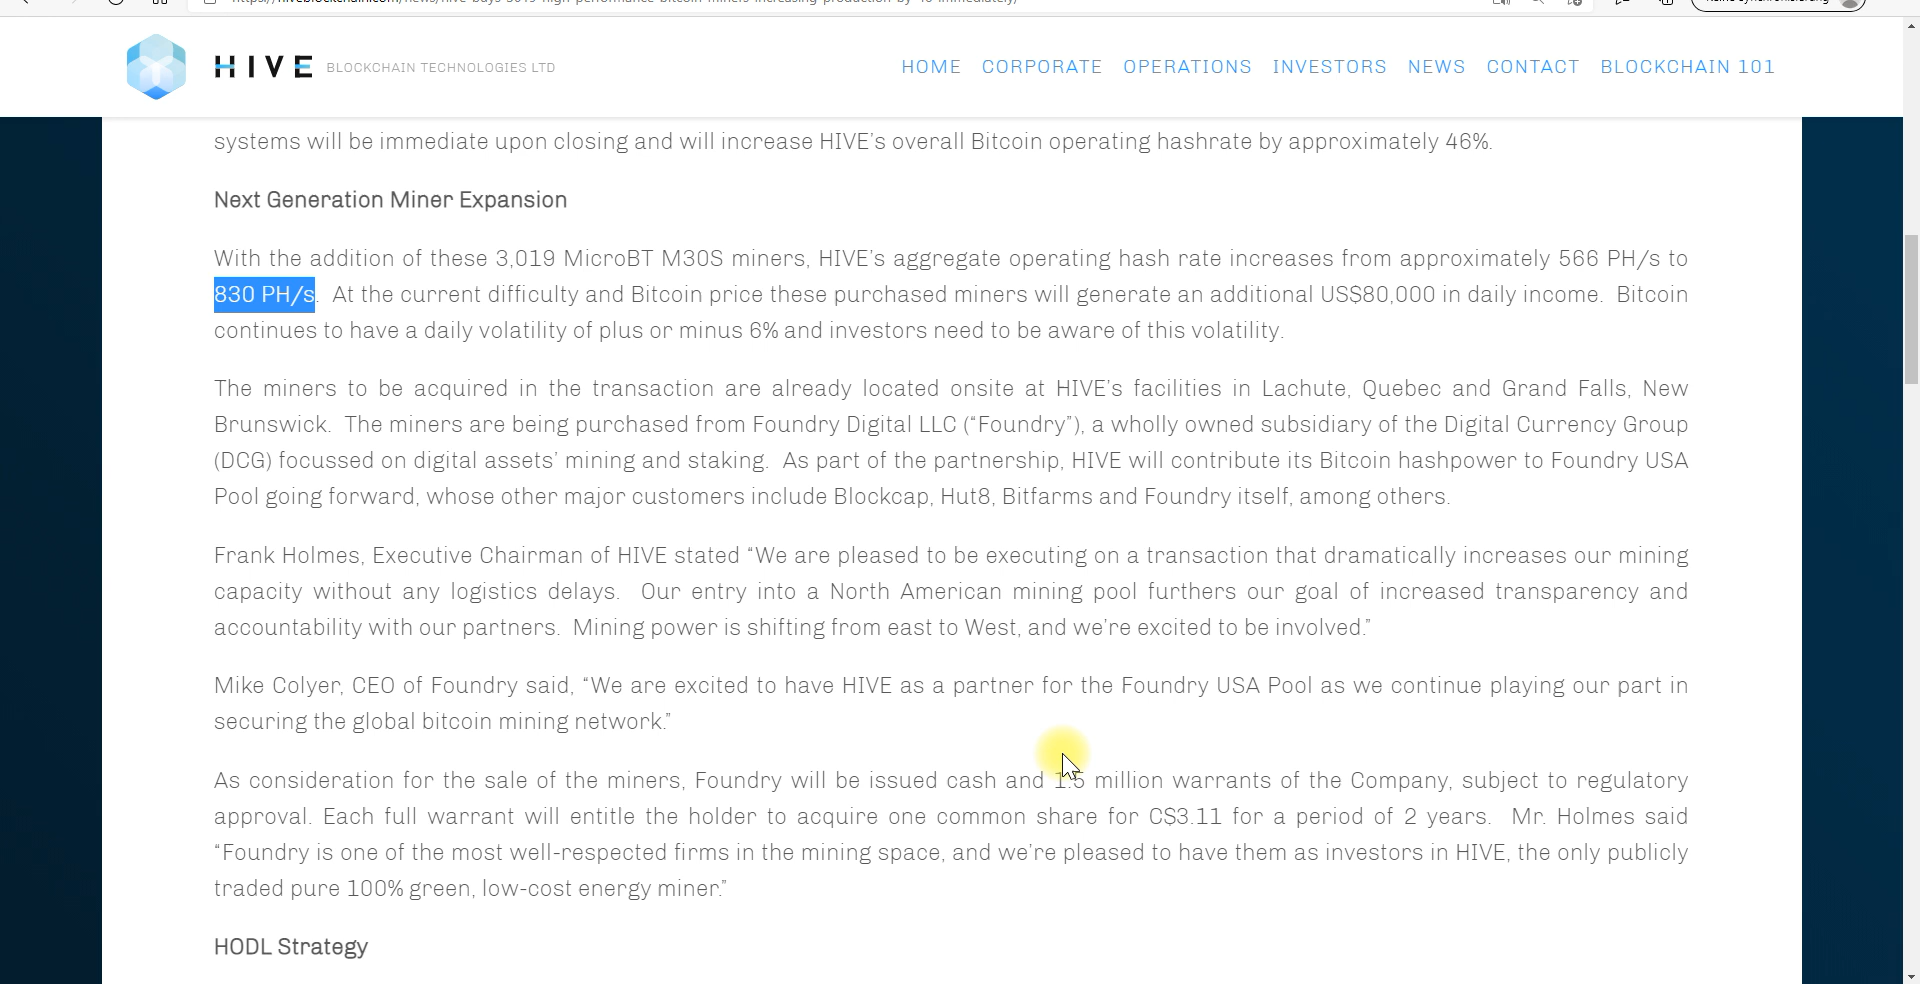 HIVE BLOCKCHAIN TECHNOLOGIES LTD
HOME CORPORATE OPERATIONS INVESTORS NEWS CONTACT BLOCKCHAIN 101
systems will be immediate upon closing and will increase HIVE’s overall Bitcoin operating hashrate by approximately 46%.
Next Generation Miner Expansion
With the addition of these 3,019 MicroBT M30S miners, HIVE’s aggregate operating hash rate increases from approximately 566 PH/s to
830 PH/s. At the current difficulty and Bitcoin price these purchased miners will generate an additional US$80,000 in daily income. Bitcoin
continues to have a daily volatility of plus or minus 6% and investors need to be aware of this volatility.
The miners to be acquired in the transaction are already located onsite at HIVE’s facilities in Lachute, Quebec and Grand Falls, New
Brunswick. The miners are being purchased from Foundry Digital LLC (“Foundry”), a wholly owned subsidiary of the Digital Currency Group
(DCG) focussed on digital assets’ mining and staking. As part of the partnership, HIVE will contribute its Bitcoin hashpower to Foundry USA
Pool going forward, whose other major customers include Blockcap, Hut8, Bitfarms and Foundry itself, among others.
Frank Holmes, Executive Chairman of HIVE stated “We are pleased to be executing on a transaction that dramatically increases our mining
capacity without any logistics delays. Our entry into a North American mining pool furthers our goal of increased transparency and
accountability with our partners. Mining power is shifting from east to West, and we’re excited to be involved.”
Mike Colyer, CEO of Foundry said, “We are excited to have HIVE as a partner for the Foundry USA Pool as we continue playing our part in
securing the global bitcoin mining network.”
As consideration for the sale of the miners, Foundry will be issued cash and 1.5 million warrants of the Company, subject to regulatory
approval. Each full warrant will entitle the holder to acquire one common share for C$3.11 for a period of 2 years. Mr. Holmes said
“Foundry is one of the most well-respected firms in the mining space, and we’re pleased to have them as investors in HIVE, the only publicly
traded pure 100% green, low-cost energy miner.”
HODL Strategy